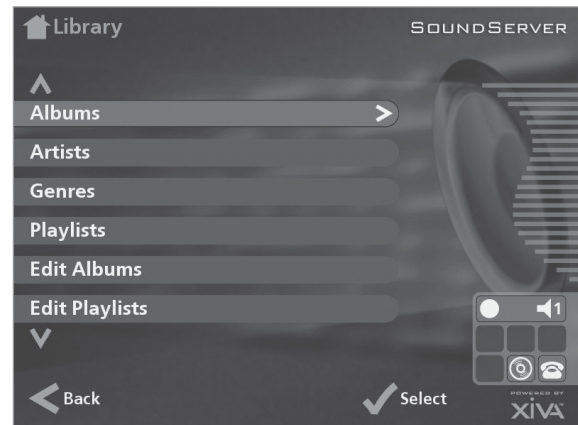 Library
SOUNDSERVER
Albums
Artists
Genres
Playlists
Edit Albums
Edit Playlists
1
Back
Select
POWERED BY
XiVA